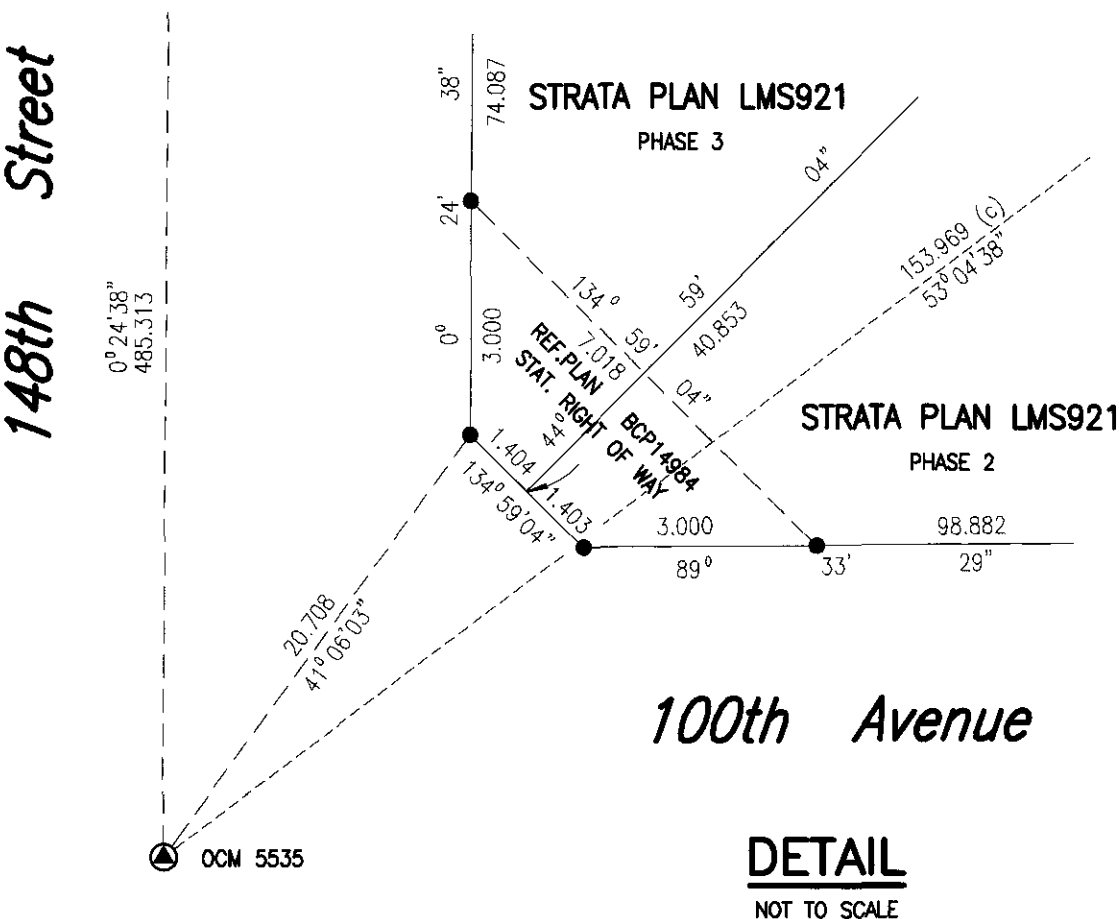 148th Street
0° 24'38"
485.313
0° 24' 38"
3.000
74.087
STRATA PLAN LMS921
PHASE 3
44° 59' 04"
40.853
153.969 (c)
53° 04'38"
134° 59' 04"
7.018
REF.PLAN BCP14984
STAT. RIGHT OF WAY
STRATA PLAN LMS921
PHASE 2
1.404
1.403
134° 59'04"
3.000
98.882
89° 33' 29"
20.708
41° 06'03"
100th Avenue
OCM 5535
DETAIL
NOT TO SCALE